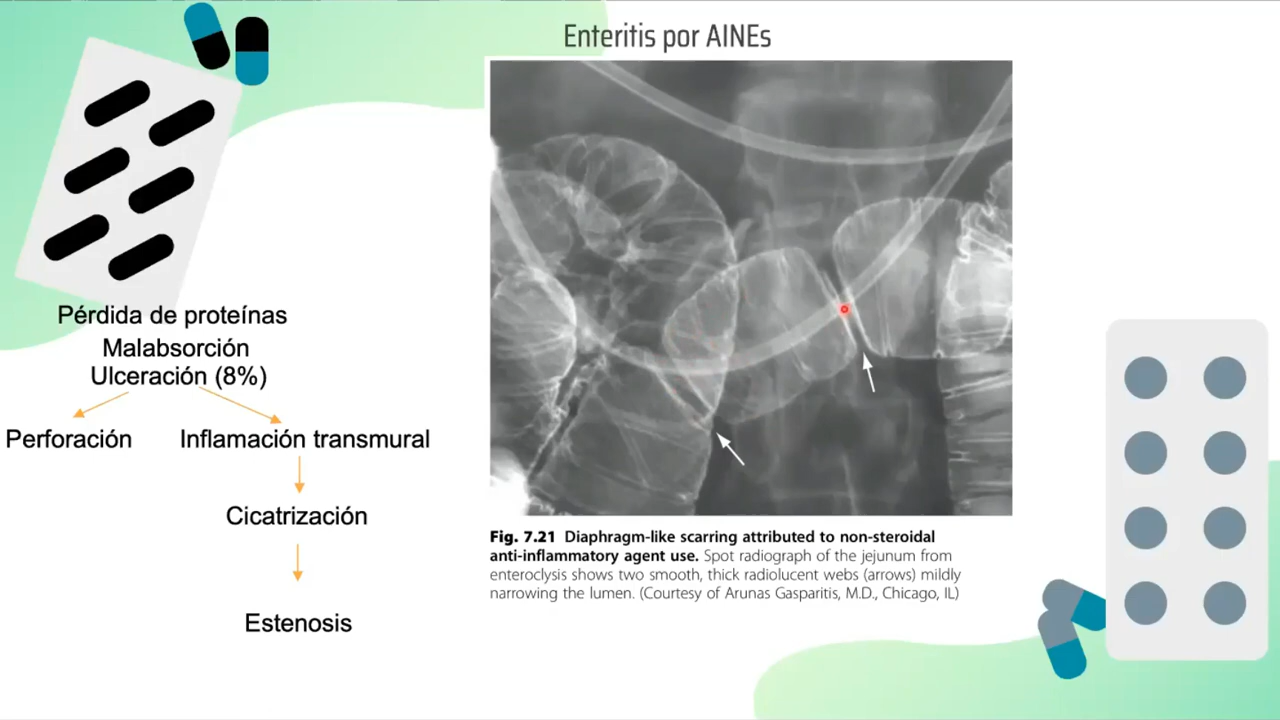 Enteritis por AINEs
Pérdida de proteínas
Malabsorción
Ulceración (8%)
Perforación
Inflamación transmural
Cicatrización
Estenosis
Fig. 7.21 Diaphragm-like scarring attributed to non-steroidal
anti-inflammatory agent use. Spot radiograph of the jejunum from
enteroclysis shows two smooth, thick radiolucent webs (arrows) mildly
narrowing the lumen. (Courtesy of Arunas Gasparitis, M.D., Chicago, IL)